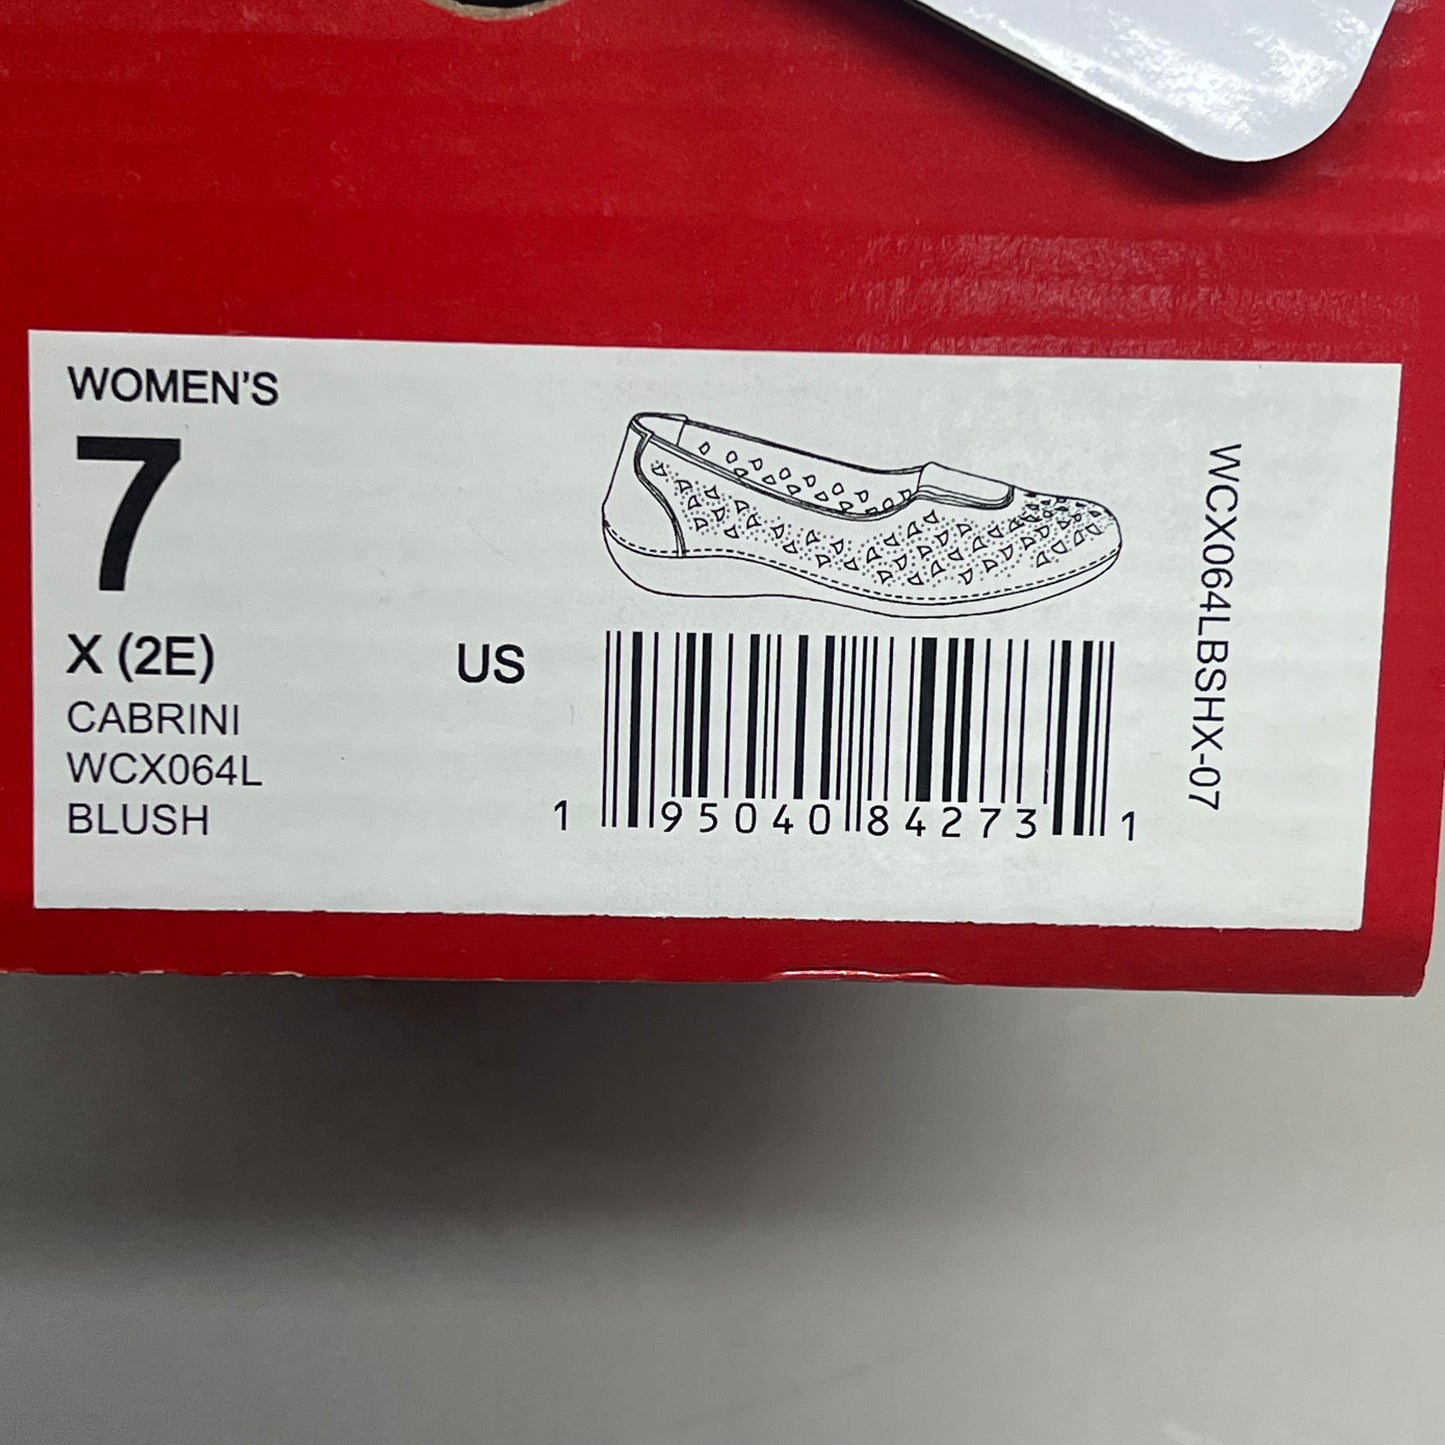 WOMEN'S
7
X (2E)
US
CABRINI
WCX064L
BLUSH
1 95040 84273 1
WCX064LBSHX-07